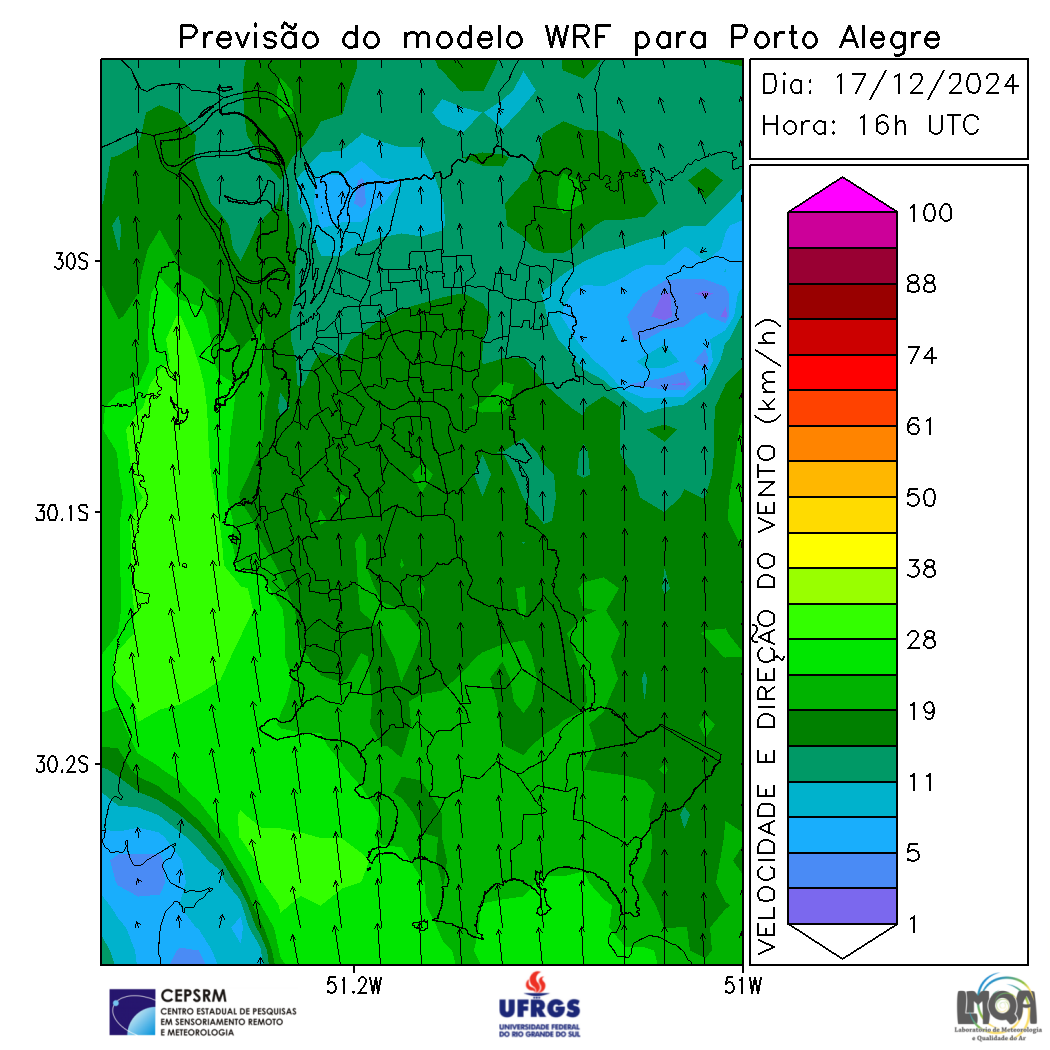 Previsão do modelo WRF para Porto Alegre
Dia: 17/12/2024
Hora: 16h UTC
30S
30.1S
30.2S
51.2W
51W
VELOCIDADE E DIREÇÃO DO VENTO (km/h)
100
88
74
61
50
38
28
19
11
5
1
CEPSRM
CENTRO ESTADUAL DE PESQUISAS
EM SENSORIAMENTO REMOTO
E METEOROLOGIA
UFRGS
UNIVERSIDADE FEDERAL
DO RIO GRANDE DO SUL
LMQA
Laboratório de Meteorologia
e Qualidade do Ar